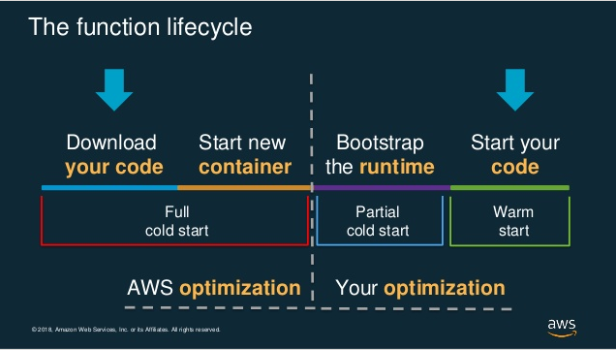 The function lifecycle
Download
your code
Start new
container
Bootstrap
the runtime
Start your
code
Full
cold start
Partial
cold start
Warm
start
AWS optimization
Your optimization
© 2018, Amazon Web Services, Inc. or its Affiliates. All rights reserved.
aws